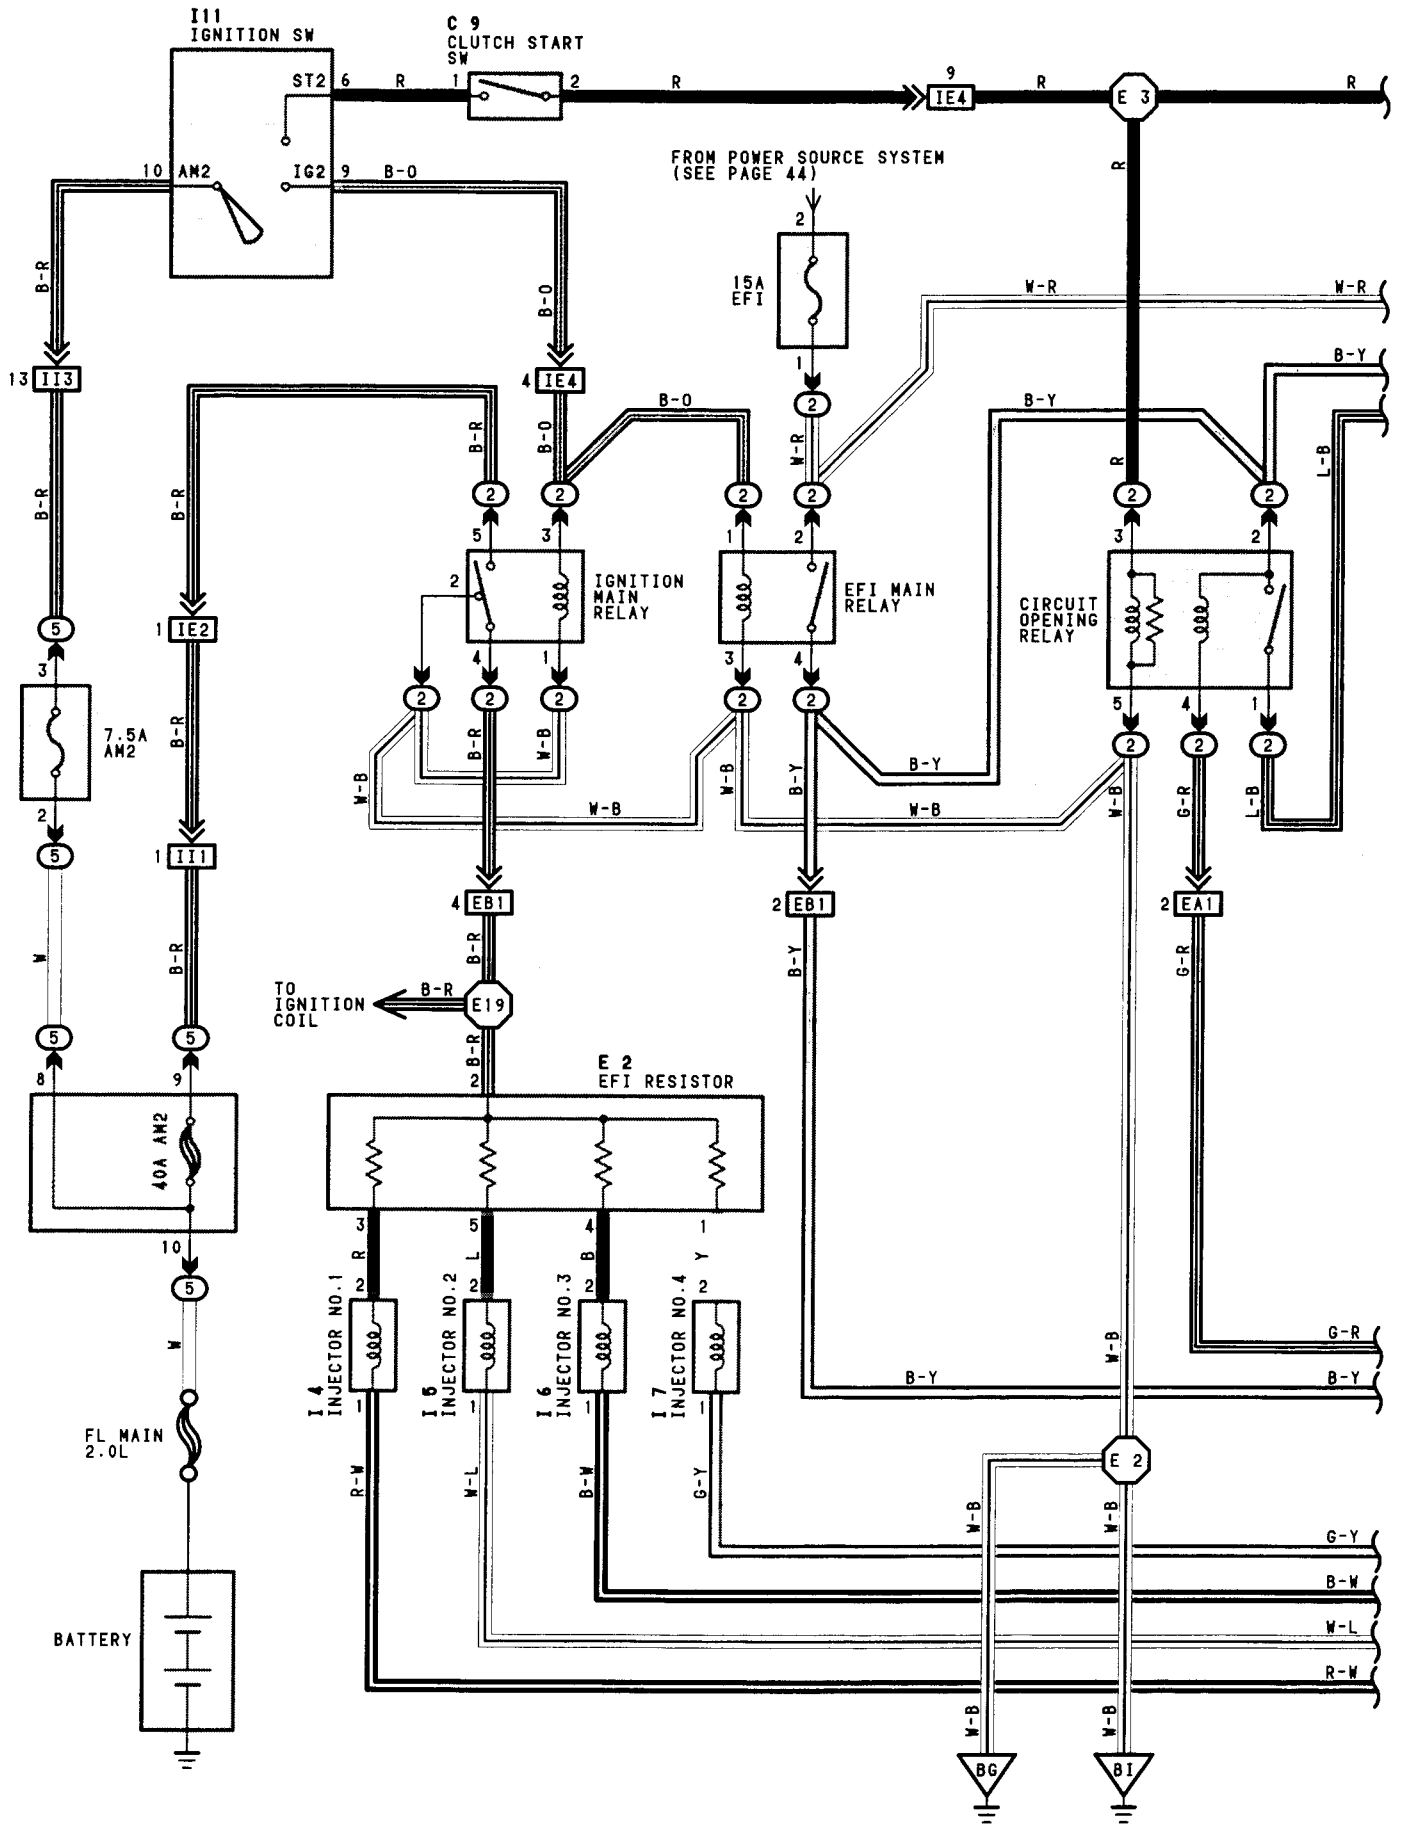 I11
IGNITION SW
C 9
CLUTCH START
SW
ST2
6
R
1
2
R
9
IE4
R
E 3
R
10
AM2
IG2
9
B-O
FROM POWER SOURCE SYSTEM
(SEE PAGE 44)
R
2
15A
EFI
1
2
B-R
B-O
W-R
W-R
13
II3
4
IE4
B-Y
B-O
B-Y
B-R
B-O
W-R
R
L-B
B-R
B-R
2
2
2
2
2
2
5
3
1
2
3
2
2
IGNITION
MAIN
RELAY
EFI MAIN
RELAY
CIRCUIT
OPENING
RELAY
5
1
IE2
3
4
1
3
4
5
4
1
2
2
2
2
2
2
2
2
7.5A
AM2
B-R
B-R
W-B
W-B
B-Y
B-Y
W-B
W-B
W-B
W-B
G-R
L-B
2
5
1
II1
4
EB1
2
EB1
2
EA1
W
B-R
B-R
B-Y
G-R
TO
IGNITION
COIL
B-R
E19
5
5
B-R
8
9
2
E 2
EFI RESISTOR
40A AM2
3
5
4
1
R
L
B
Y
10
5
2
2
2
2
I 4
INJECTOR NO.1
I 5
INJECTOR NO.2
I 6
INJECTOR NO.3
I 7
INJECTOR NO.4
W
W-B
G-R
B-Y
B-Y
1
1
1
1
FL MAIN
2.0L
E 2
R-W
W-L
B-W
G-Y
W-B
W-B
G-Y
B-W
W-L
R-W
BATTERY
W-B
W-B
BG
BI